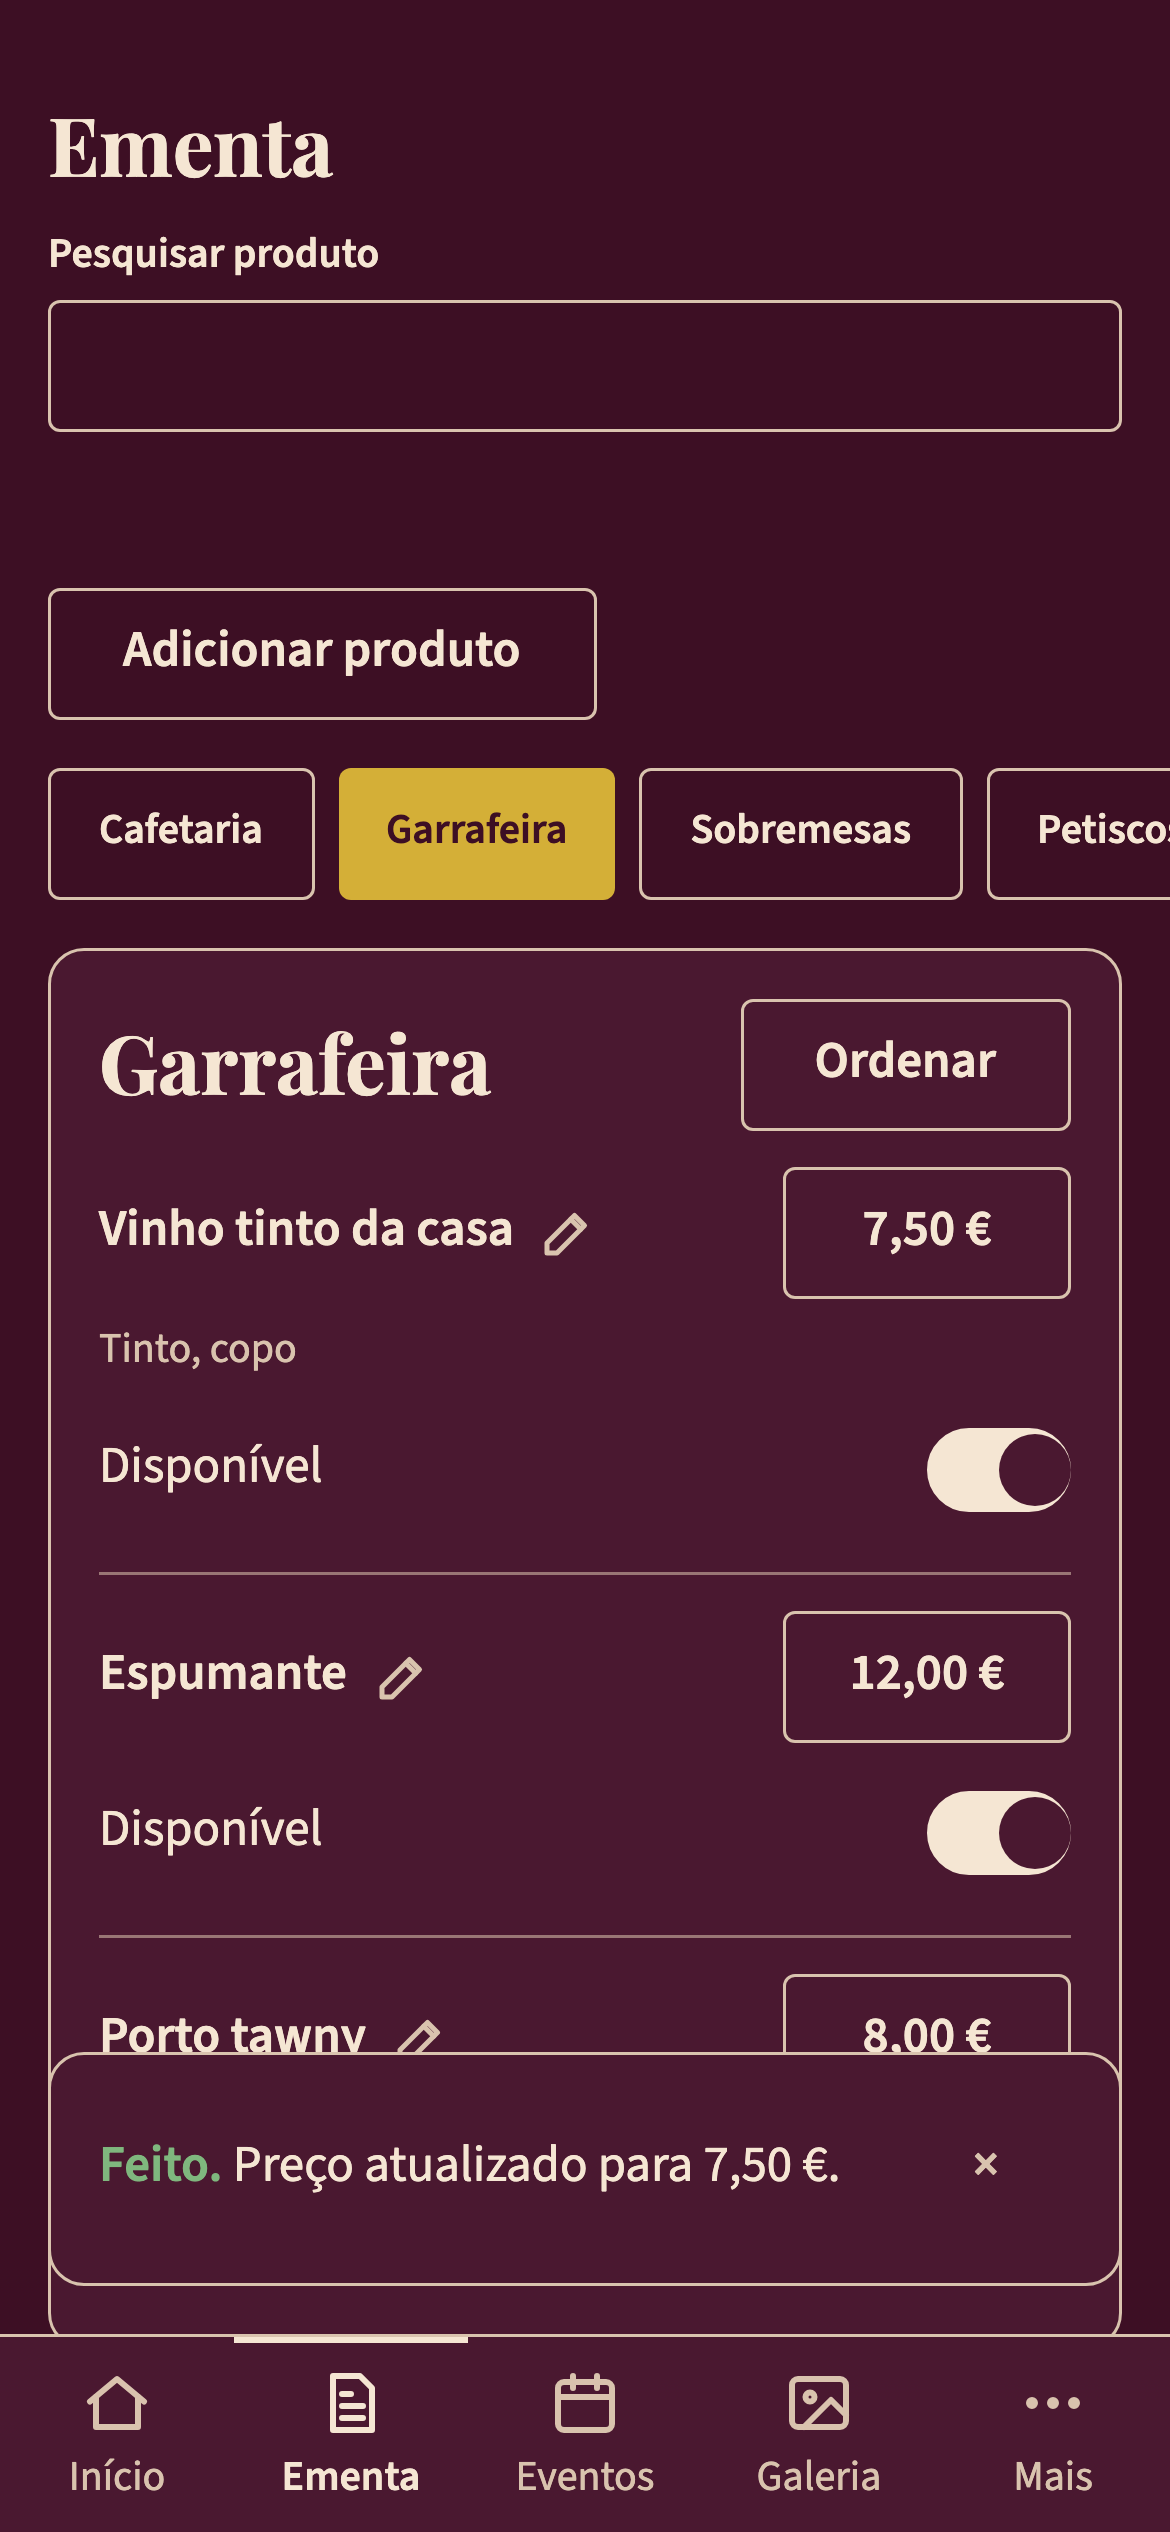 Ementa
Pesquisar produto
Adicionar produto
Cafetaria Garrafeira Sobremesas Petiscos
Garrafeira Ordenar
Vinho tinto da casa 7,50 €
Tinto, copo
Disponível
Espumante 12,00 €
Disponível
Porto tawny 8,00 €
Feito. Preço atualizado para 7,50 €. ×
Início Ementa Eventos Galeria Mais